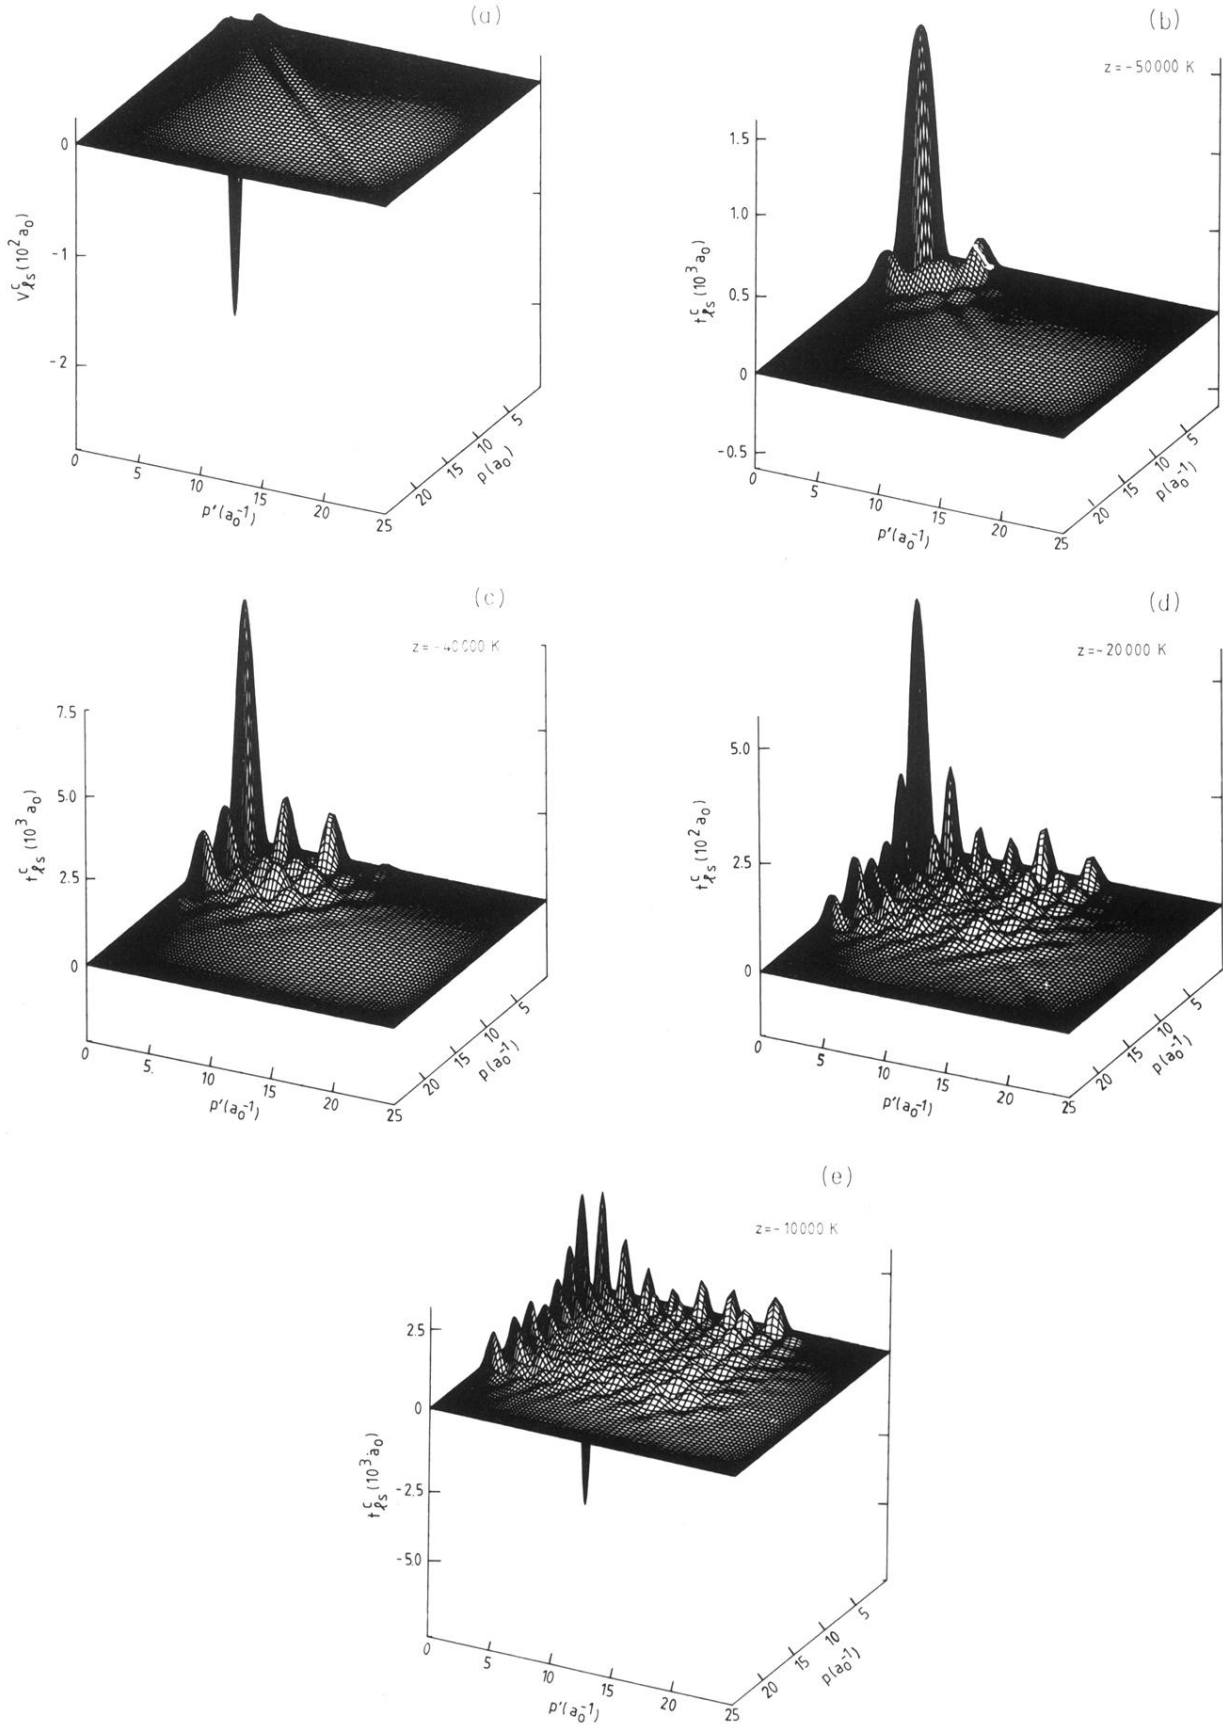 (a)
0
-1
-2
V^c_ℓs (10^2 a_0)
0
5
10
15
20
25
p'(a_0^-1)
20
15
10
5
p(a_0)
(b)
z=-50000 K
1.5
1.0
0.5
0
-0.5
t^c_ℓs (10^3 a_0)
0
5
10
15
20
25
p'(a_0^-1)
20
15
10
5
p(a_0^-1)
(c)
z=-40000 K
7.5
5.0
2.5
0
t^c_ℓs (10^3 a_0)
0
5.
10
15
20
25
p'(a_0^-1)
20
15
10
5
p(a_0^-1)
(d)
z=-20000 K
5.0
2.5
0
t^c_ℓs (10^2 a_0)
0
5
10
15
20
25
p'(a_0^-1)
20
15
10
5
p(a_0^-1)
(e)
z=-10000 K
2.5
0
-2.5
-5.0
t^c_ℓs (10^3 a_0)
0
5
10
15
20
25
p'(a_0^-1)
20
15
10
5
p(a_0^-1)